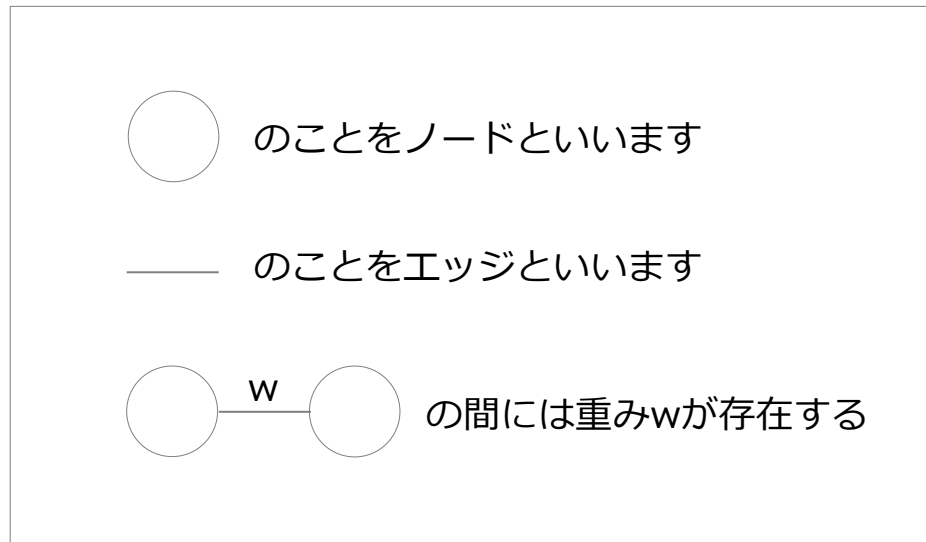 のことをノードといいます
のことをエッジといいます
w
の間には重みwが存在する